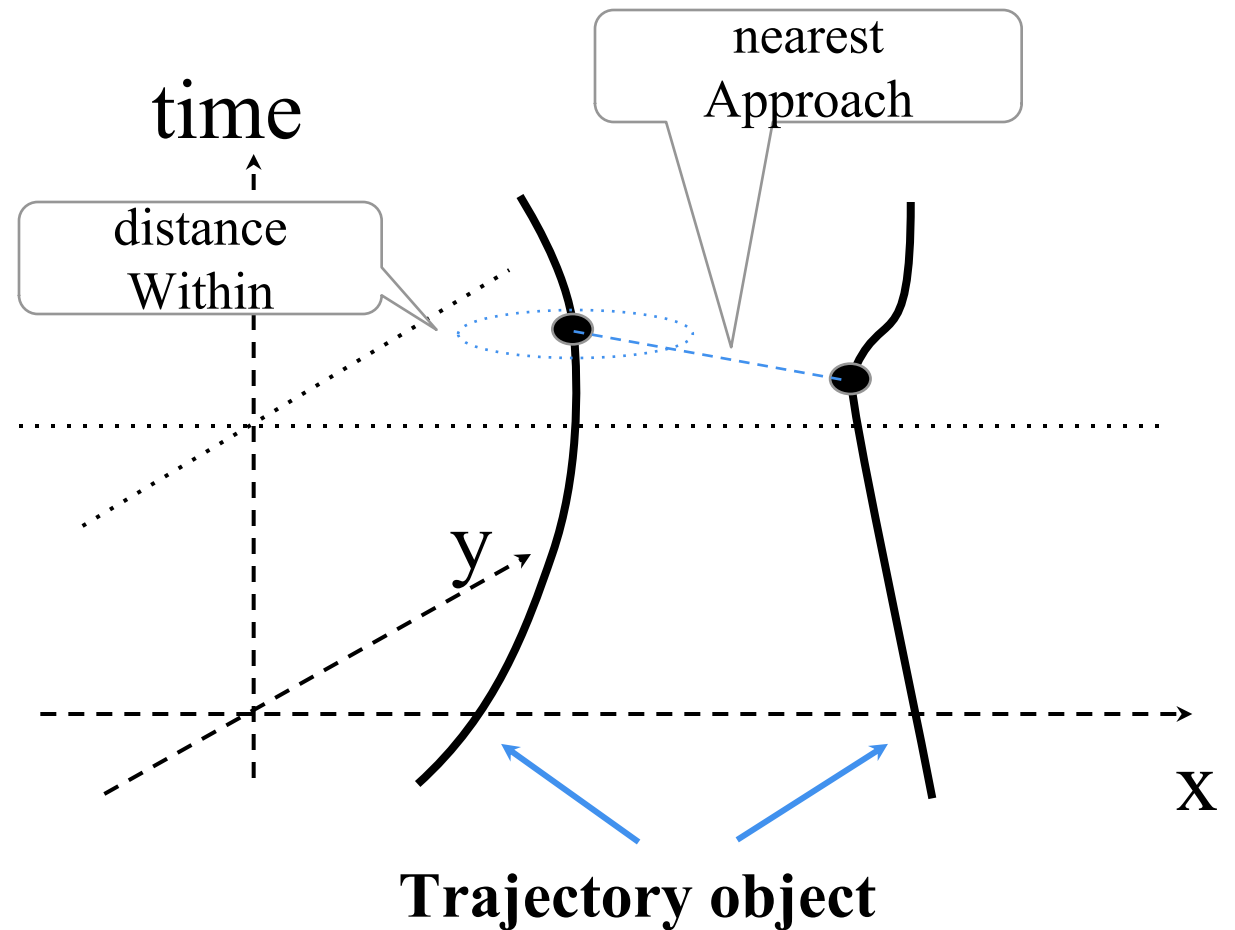 nearest
Approach
time
distance
Within
y
x
Trajectory object